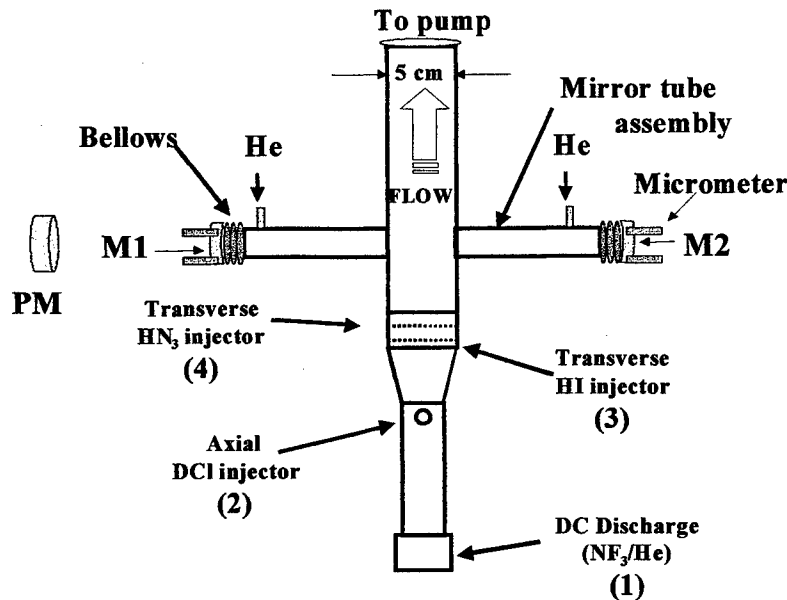 To pump
5 cm
Mirror tube
assembly
Bellows
He
He
Micrometer
FLOW
M1
M2
PM
Transverse
HN₃ injector
(4)
Transverse
HI injector
(3)
Axial
DCl injector
(2)
DC Discharge
(NF₃/He)
(1)